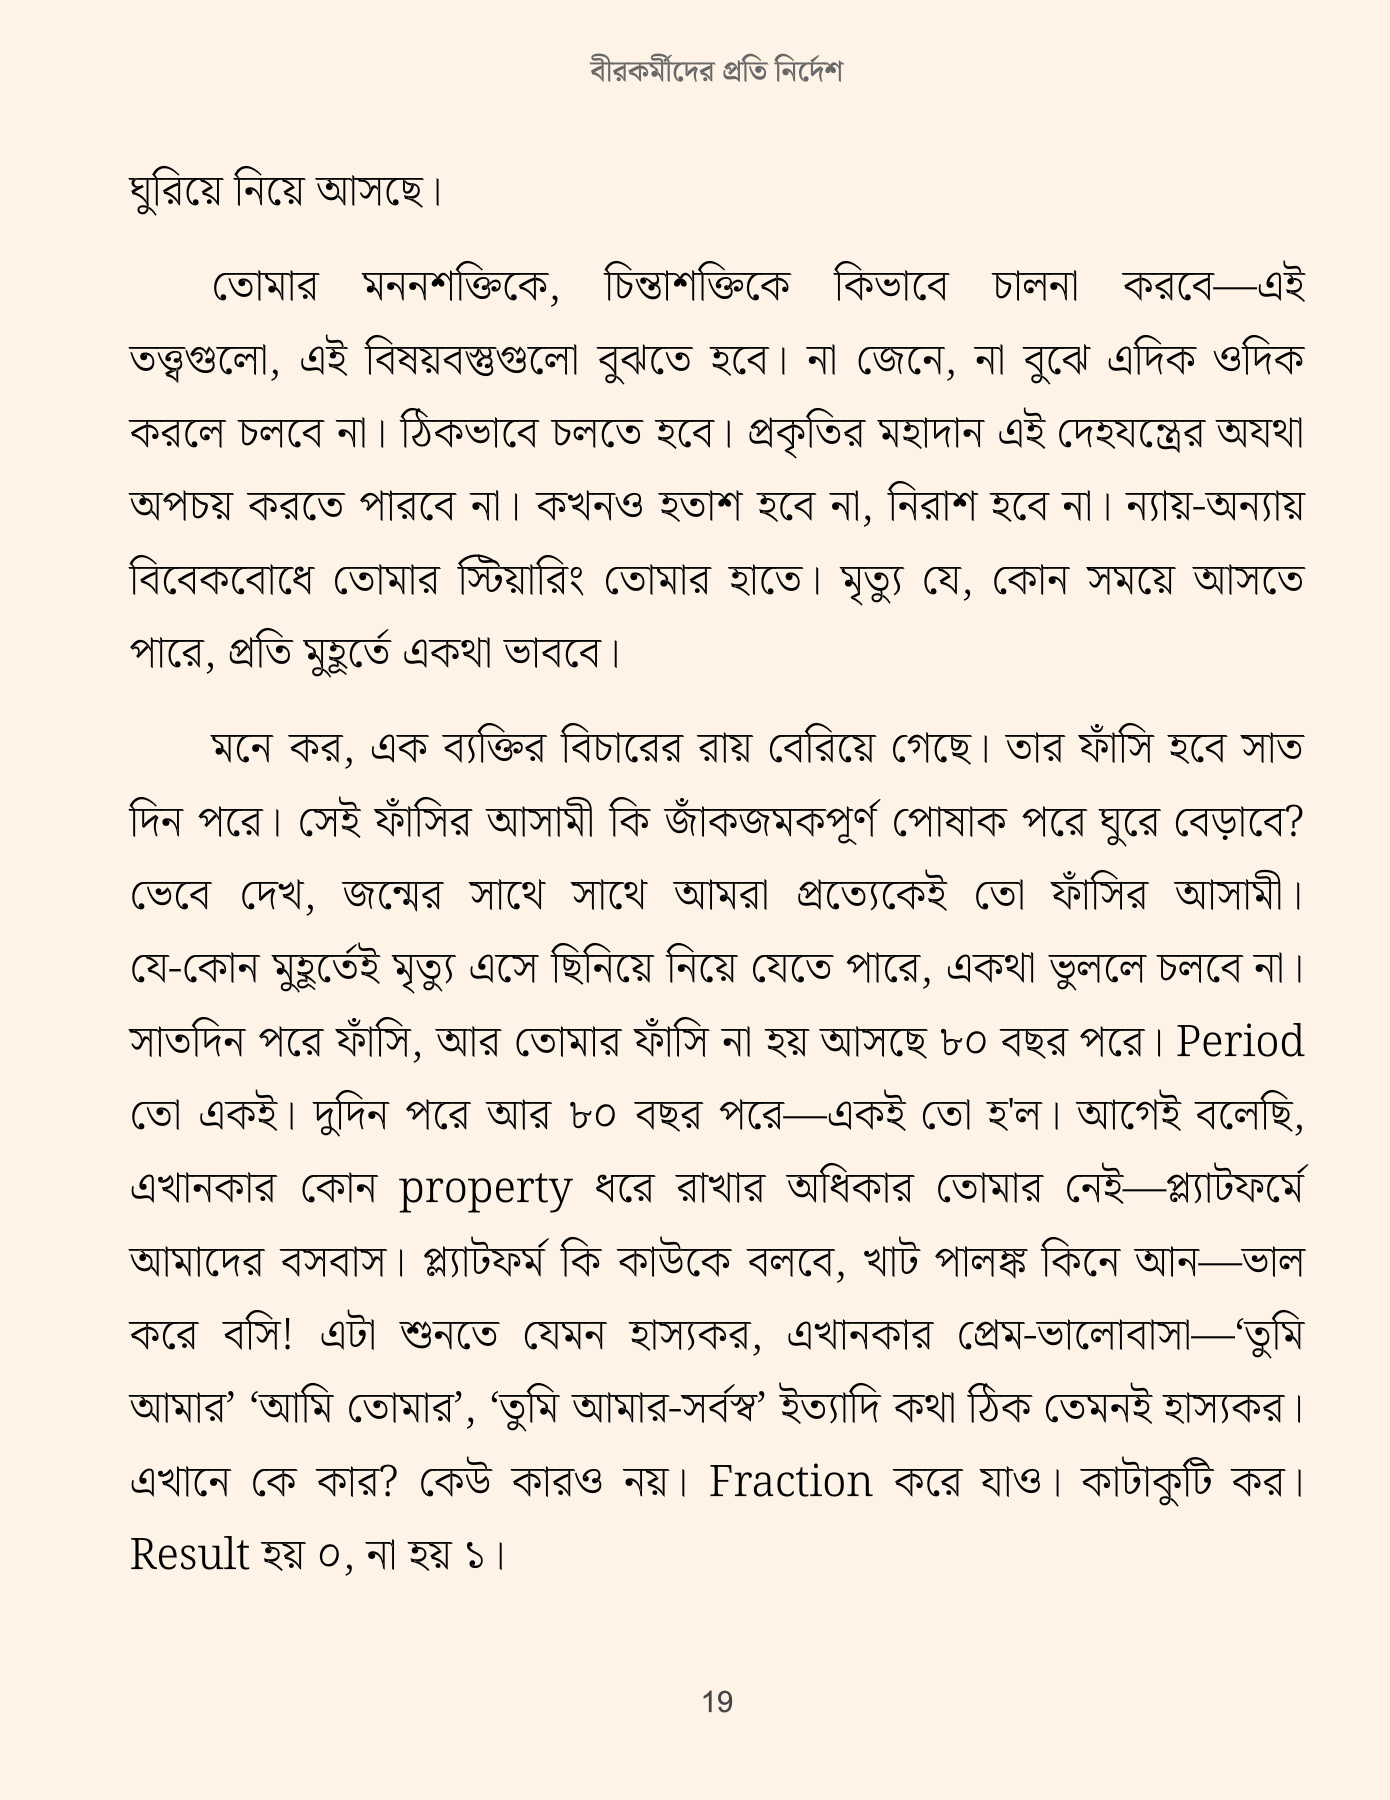 বীরকর্মীদের প্রতি নির্দেশ
ঘুরিয়ে নিয়ে আসছে।
তোমার মননশক্তিকে, চিন্তাশক্তিকে কিভাবে চালনা করবে—এই
তত্ত্বগুলো, এই বিষয়বস্তুগুলো বুঝতে হবে। না জেনে, না বুঝে এদিক ওদিক
করলে চলবে না। ঠিকভাবে চলতে হবে। প্রকৃতির মহাদান এই দেহযন্ত্রের অযথা
অপচয় করতে পারবে না। কখনও হতাশ হবে না, নিরাশ হবে না। ন্যায়-অন্যায়
বিবেকবোধে তোমার স্টিয়ারিং তোমার হাতে। মৃত্যু যে, কোন সময়ে আসতে
পারে, প্রতি মুহূর্তে একথা ভাববে।
মনে কর, এক ব্যক্তির বিচারের রায় বেরিয়ে গেছে। তার ফাঁসি হবে সাত
দিন পরে। সেই ফাঁসির আসামী কি জাঁকজমকপূর্ণ পোষাক পরে ঘুরে বেড়াবে?
ভেবে দেখ, জন্মের সাথে সাথে আমরা প্রত্যেকেই তো ফাঁসির আসামী।
যে-কোন মুহূর্তেই মৃত্যু এসে ছিনিয়ে নিয়ে যেতে পারে, একথা ভুললে চলবে না।
সাতদিন পরে ফাঁসি, আর তোমার ফাঁসি না হয় আসছে ৮০ বছর পরে। Period
তো একই। দুদিন পরে আর ৮০ বছর পরে—একই তো হ'ল। আগেই বলেছি,
এখানকার কোন property ধরে রাখার অধিকার তোমার নেই—প্ল্যাটফর্মে
আমাদের বসবাস। প্ল্যাটফর্ম কি কাউকে বলবে, খাট পালঙ্ক কিনে আন—ভাল
করে বসি! এটা শুনতে যেমন হাস্যকর, এখানকার প্রেম-ভালোবাসা—‘তুমি
আমার’ ‘আমি তোমার’, ‘তুমি আমার-সর্বস্ব’ ইত্যাদি কথা ঠিক তেমনই হাস্যকর।
এখানে কে কার? কেউ কারও নয়। Fraction করে যাও। কাটাকুটি কর।
Result হয় ০, না হয় ১।
19